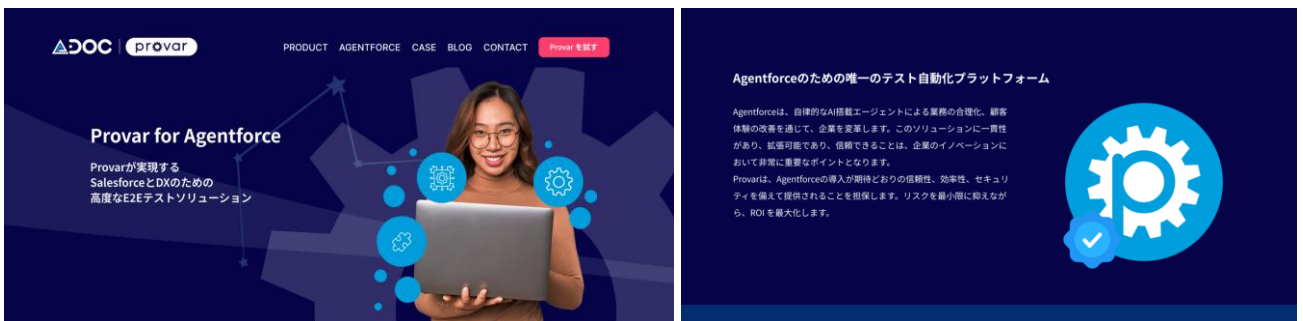 ADOC | provar
PRODUCT AGENTFORCE CASE BLOG CONTACT Provar を試す
Provar for Agentforce
Provarが実現する
SalesforceとDXのための
高度なE2Eテストソリューション
Agentforceのための唯一のテスト自動化プラットフォーム
Agentforceは、自律的なAI搭載エージェントによる業務の合理化、顧客
体験の改善を通じて、企業を変革します。このソリューションに一貫性
があり、拡張可能であり、信頼できることは、企業のイノベーションに
おいて非常に重要なポイントとなります。
Provarは、Agentforceの導入が期待どおりの信頼性、効率性、セキュリ
ティを備えて提供されることを担保します。リスクを最小限に抑えなが
ら、ROI を最大化します。